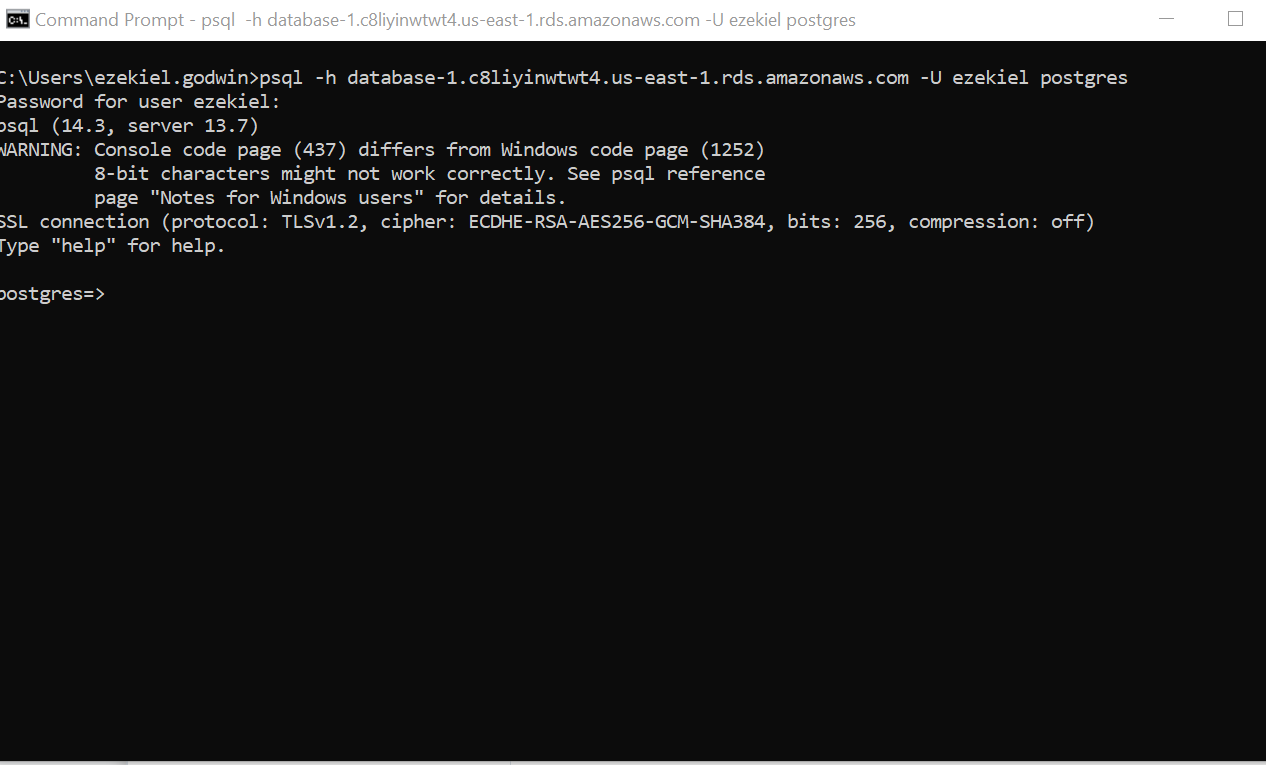 Command Prompt - psql  -h database-1.c8liyinwtwt4.us-east-1.rds.amazonaws.com -U ezekiel postgres
C:\Users\ezekiel.godwin>psql -h database-1.c8liyinwtwt4.us-east-1.rds.amazonaws.com -U ezekiel postgres
Password for user ezekiel:
psql (14.3, server 13.7)
WARNING: Console code page (437) differs from Windows code page (1252)
         8-bit characters might not work correctly. See psql reference
         page "Notes for Windows users" for details.
SSL connection (protocol: TLSv1.2, cipher: ECDHE-RSA-AES256-GCM-SHA384, bits: 256, compression: off)
Type "help" for help.
postgres=>